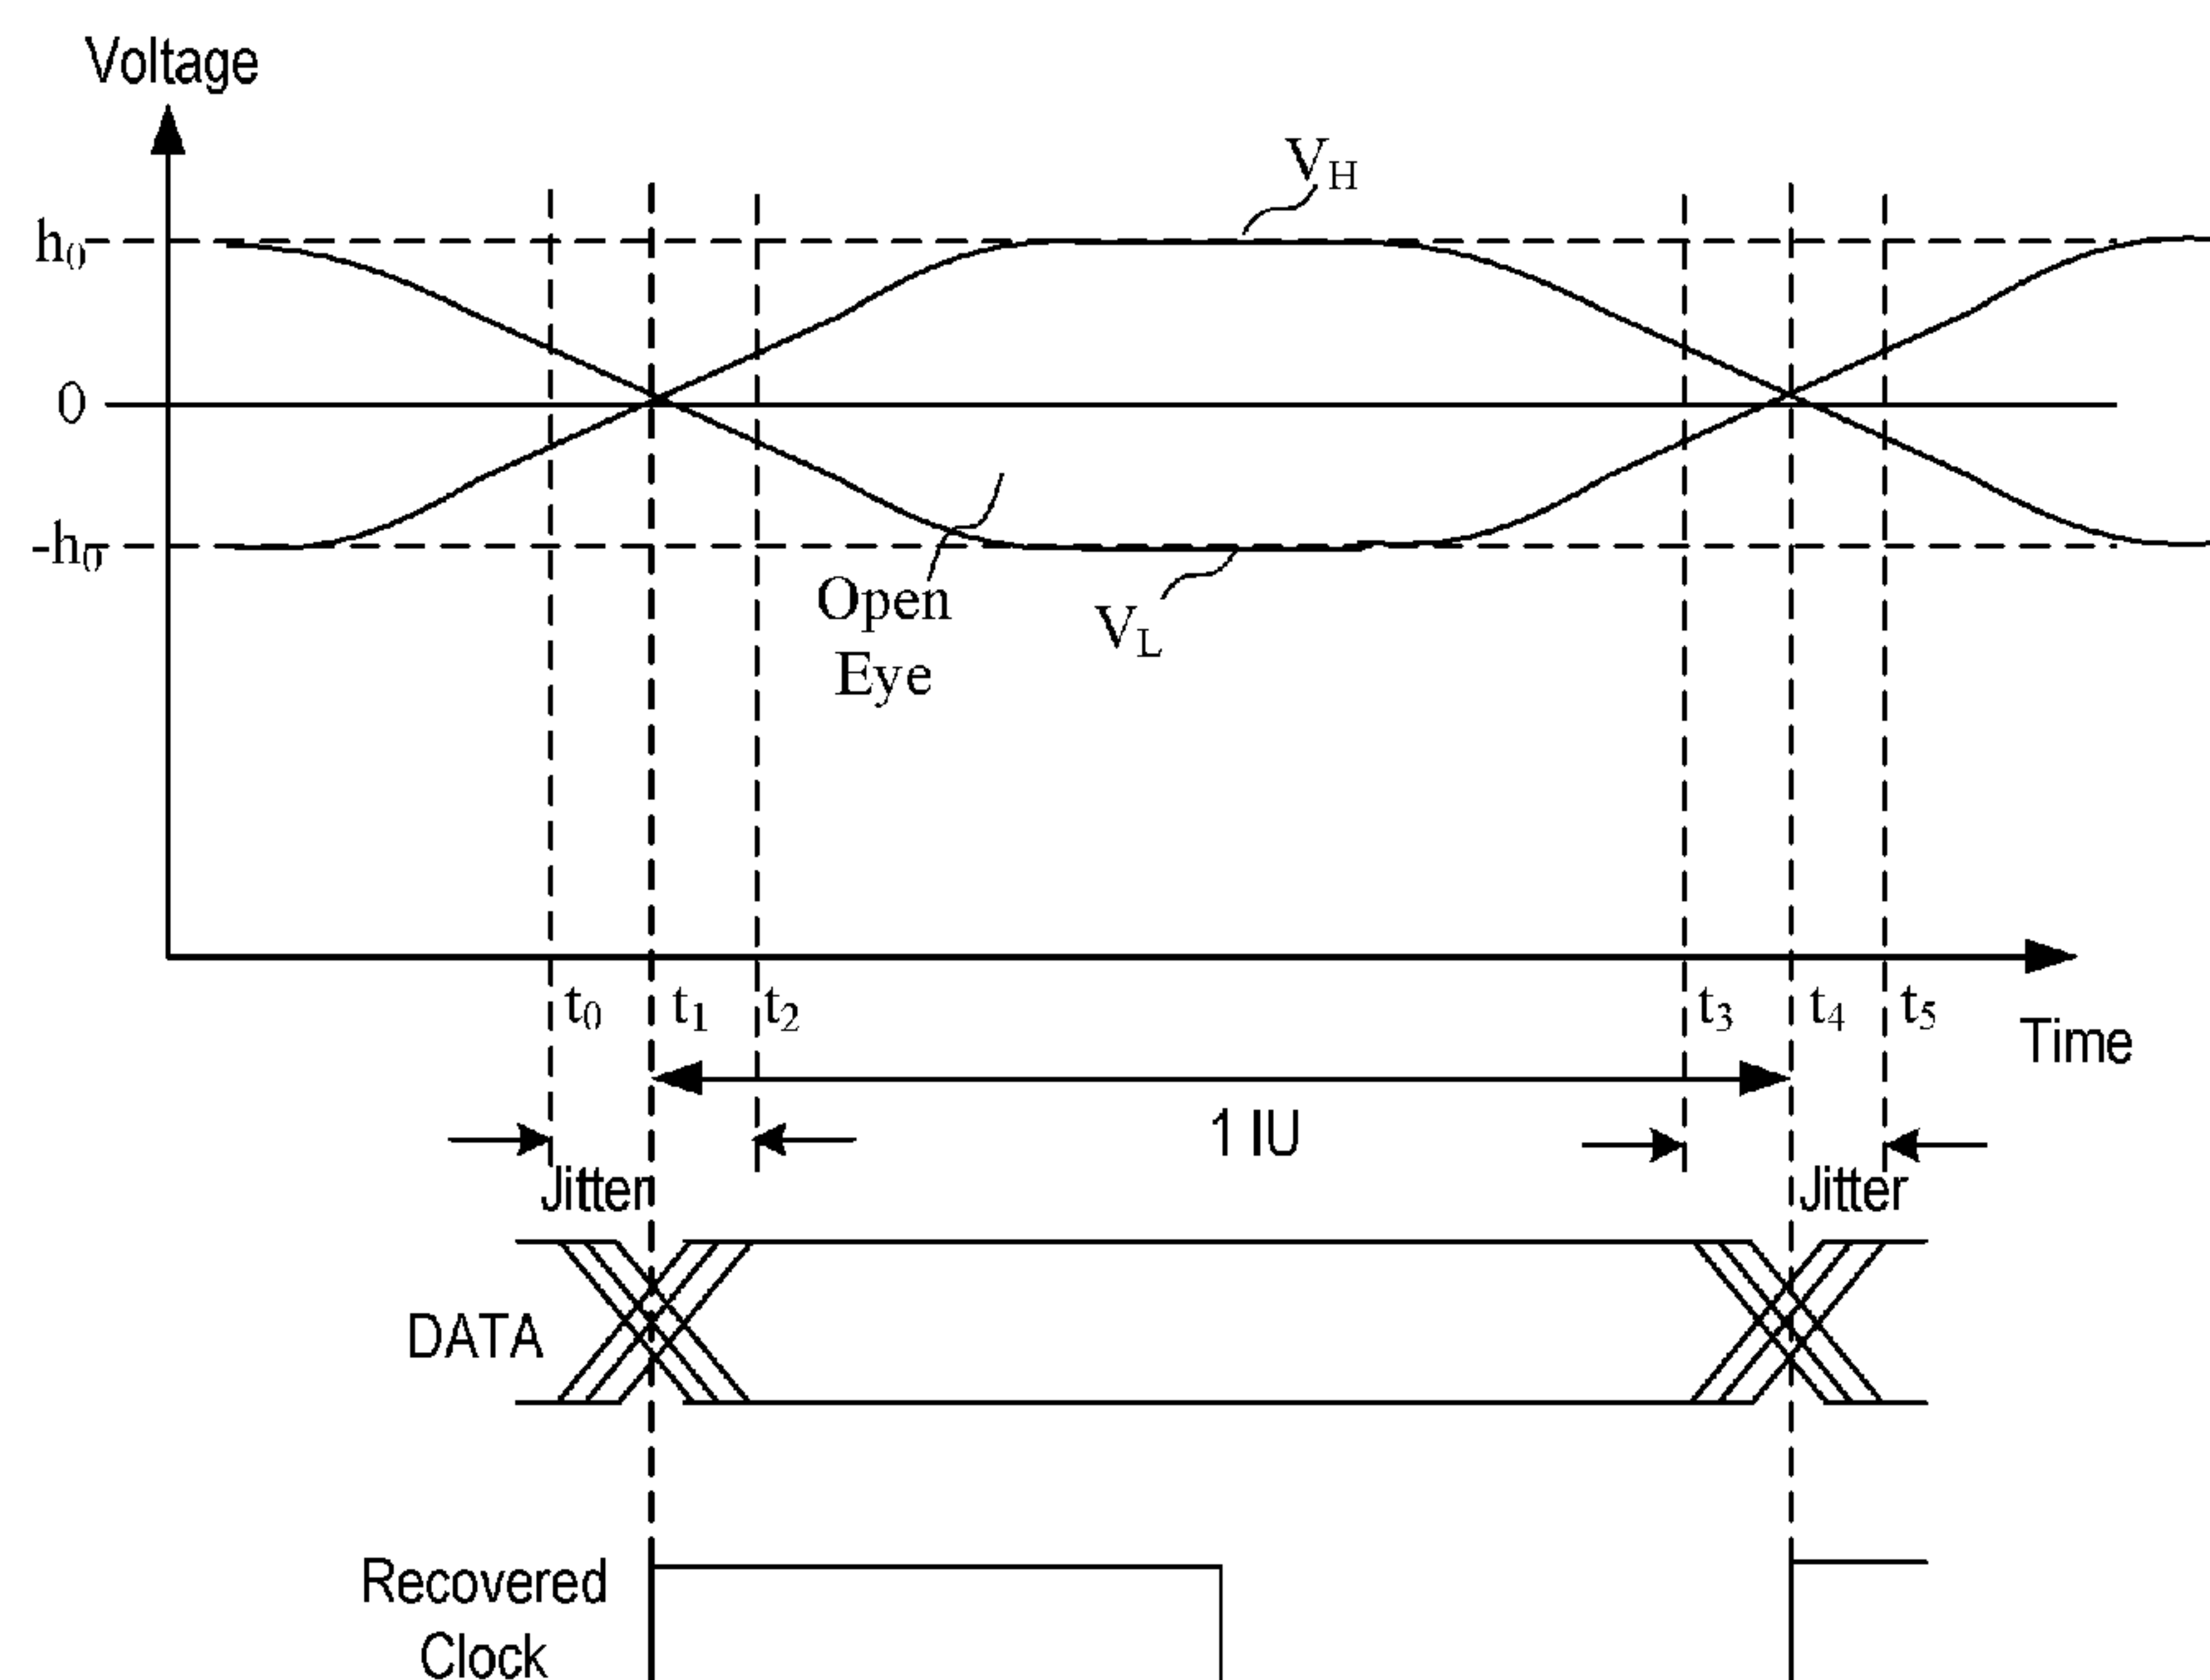 Voltage
V_H
h_0
0
-h_0
Open
Eye
V_L
t_0 t_1 t_2 t_3 t_4 t_5
Time
1 IU
Jitter Jitter
DATA
Recovered
Clock